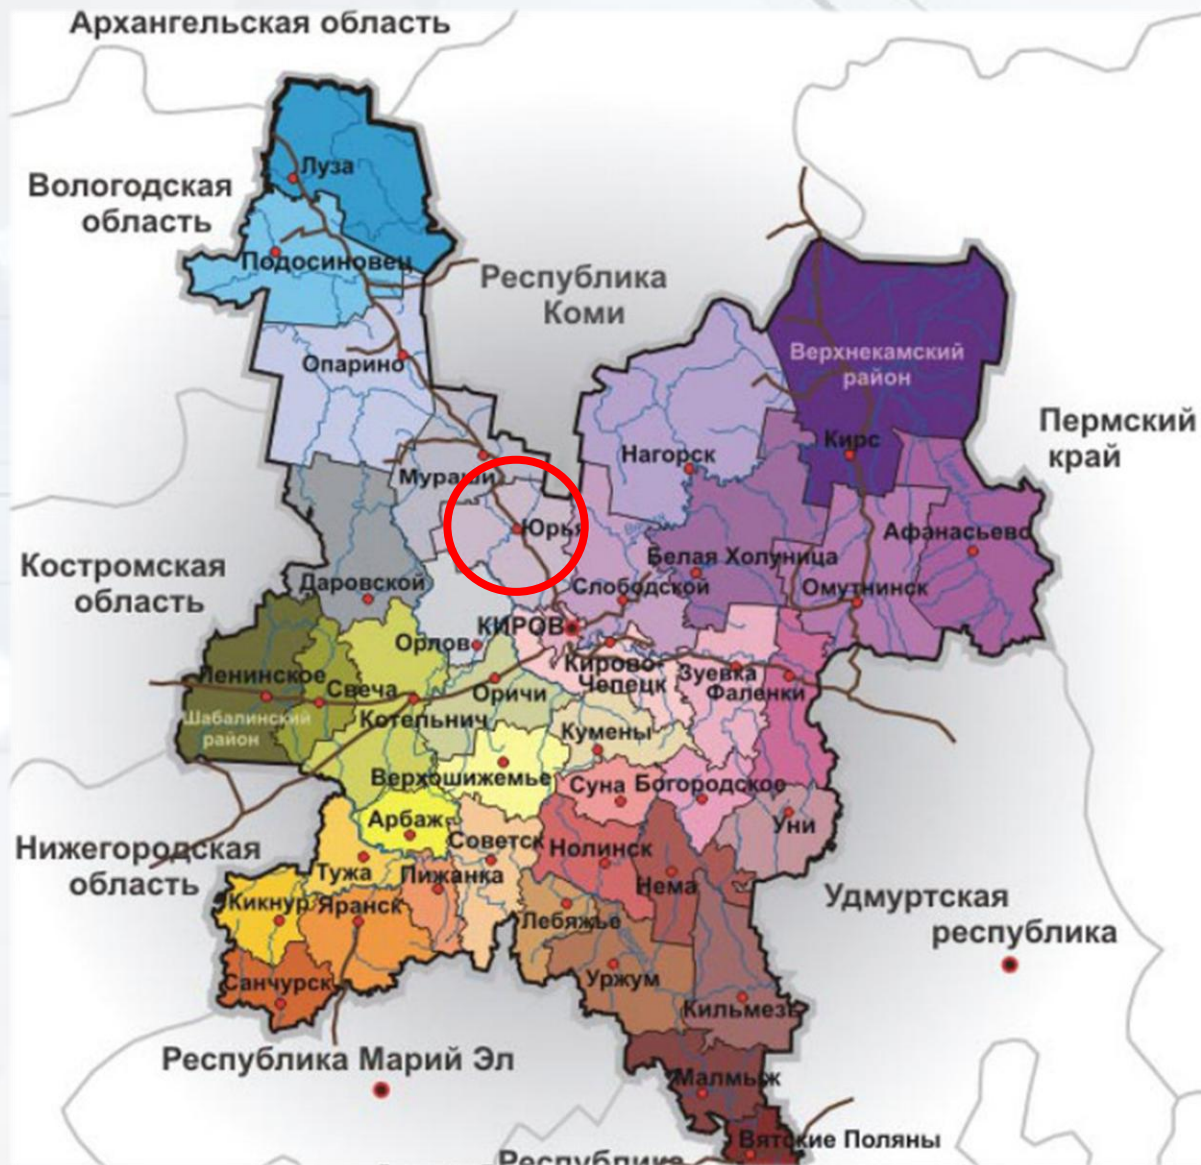 Архангельская область
Луза
Вологодская
область
Подосиновец
Республика
Коми
Верхнекамский
район
Опарино
Пермский
край
Кирс
Нагорск
Мураши
Юрья
Афанасьево
Белая Холуница
Костромская
область
Даровской
Слободской
Омутнинск
КИРОВ
Орлов
Кирово-
Чепецк
Зуевка
Фаленки
Ленинское
Свеча
Оричи
Шабалинский
район
Котельнич
Кумены
Верхошижемье
Суна
Богородское
Арбаж
Уни
Советск
Нолинск
Нижегородская
область
Тужа
Пижанка
Нема
Удмуртская
республика
Кикнур
Яранск
Лебяжье
Санчурск
Уржум
Кильмезь
Республика Марий Эл
Малмыж
Вятские Поляны
Республика